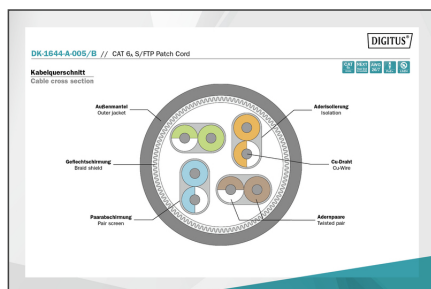 DIGITUS®
DK-1644-A-005/B // CAT 6A S/FTP Patch Cord
Kabelquerschnitt
Cable cross section
Außenmantel
Outer jacket
Aderisolierung
Isolation
Geflechtschirmung
Braid shield
Cu-Draht
Cu-Wire
Paarabschirmung
Pair screen
Adernpaare
Twisted pair